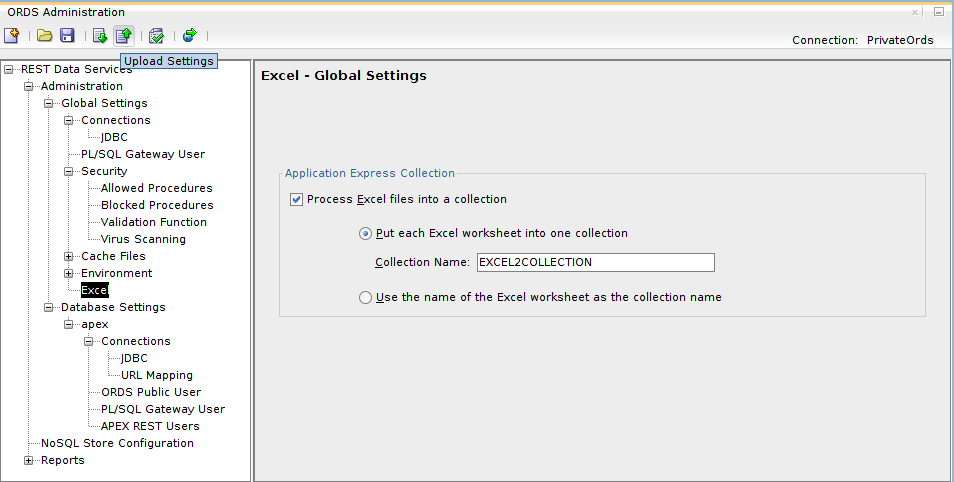 ORDS Administration
Connection: PrivateOrds
Upload Settings
REST Data Services
Administration
Global Settings
Connections
JDBC
PL/SQL Gateway User
Security
Allowed Procedures
Blocked Procedures
Validation Function
Virus Scanning
Cache Files
Environment
Excel
Database Settings
apex
Connections
JDBC
URL Mapping
ORDS Public User
PL/SQL Gateway User
APEX REST Users
NoSQL Store Configuration
Reports
Excel - Global Settings
Application Express Collection
Process Excel files into a collection
Put each Excel worksheet into one collection
Collection Name: EXCEL2COLLECTION
Use the name of the Excel worksheet as the collection name